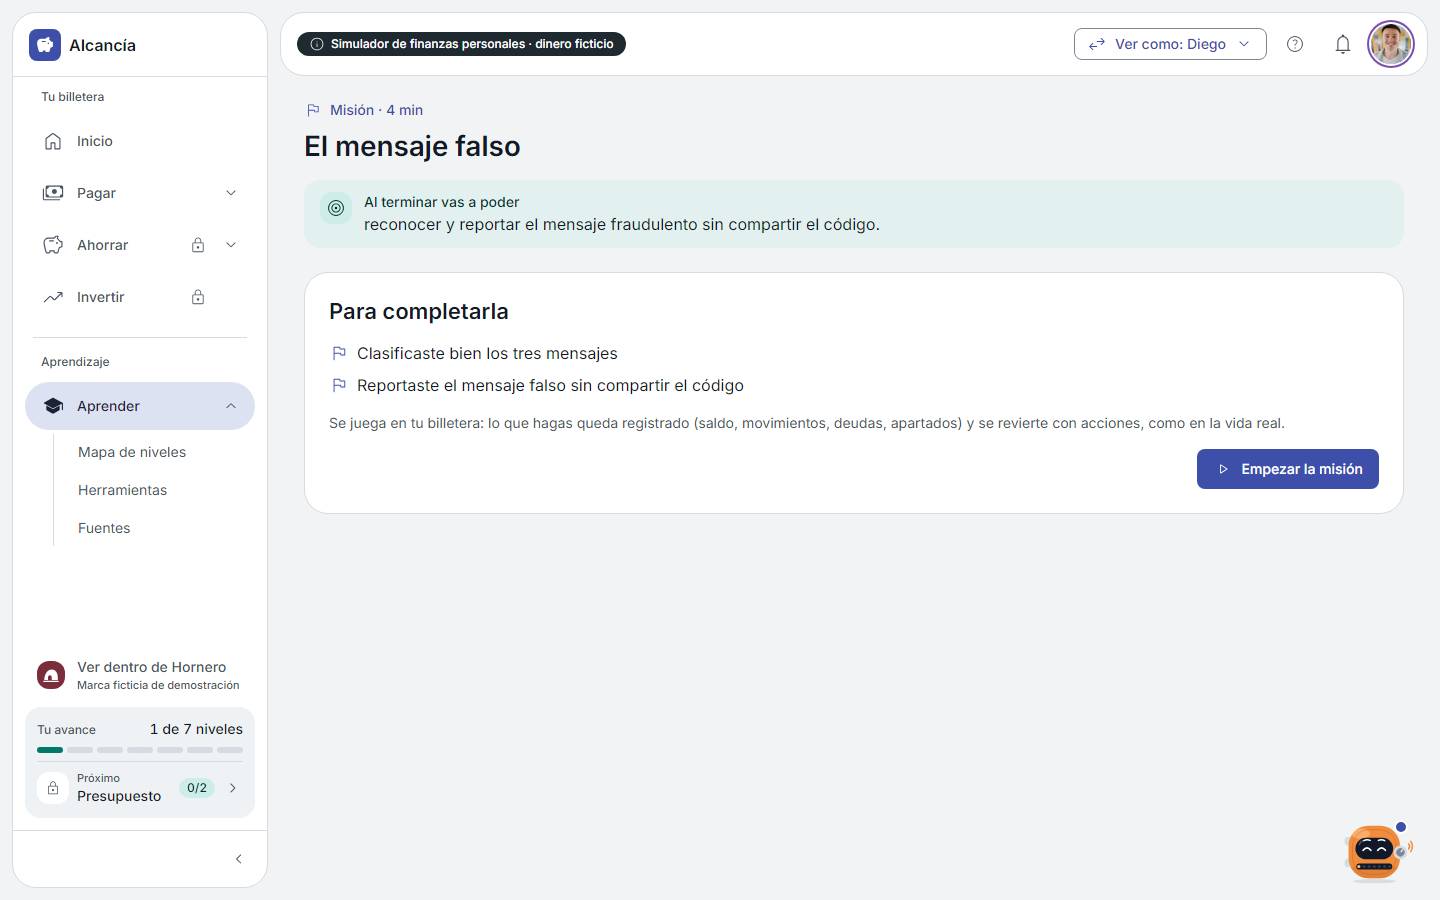 Alcancía
Tu billetera
Inicio
Pagar
Ahorrar
Invertir
Aprendizaje
Aprender
Mapa de niveles
Herramientas
Fuentes
Ver dentro de Hornero
Marca ficticia de demostración
Tu avance 1 de 7 niveles
Próximo
Presupuesto 0/2
Simulador de finanzas personales · dinero ficticio
Ver como: Diego
Misión · 4 min
El mensaje falso
Al terminar vas a poder
reconocer y reportar el mensaje fraudulento sin compartir el código.
Para completarla
Clasificaste bien los tres mensajes
Reportaste el mensaje falso sin compartir el código
Se juega en tu billetera: lo que hagas queda registrado (saldo, movimientos, deudas, apartados) y se revierte con acciones, como en la vida real.
Empezar la misión